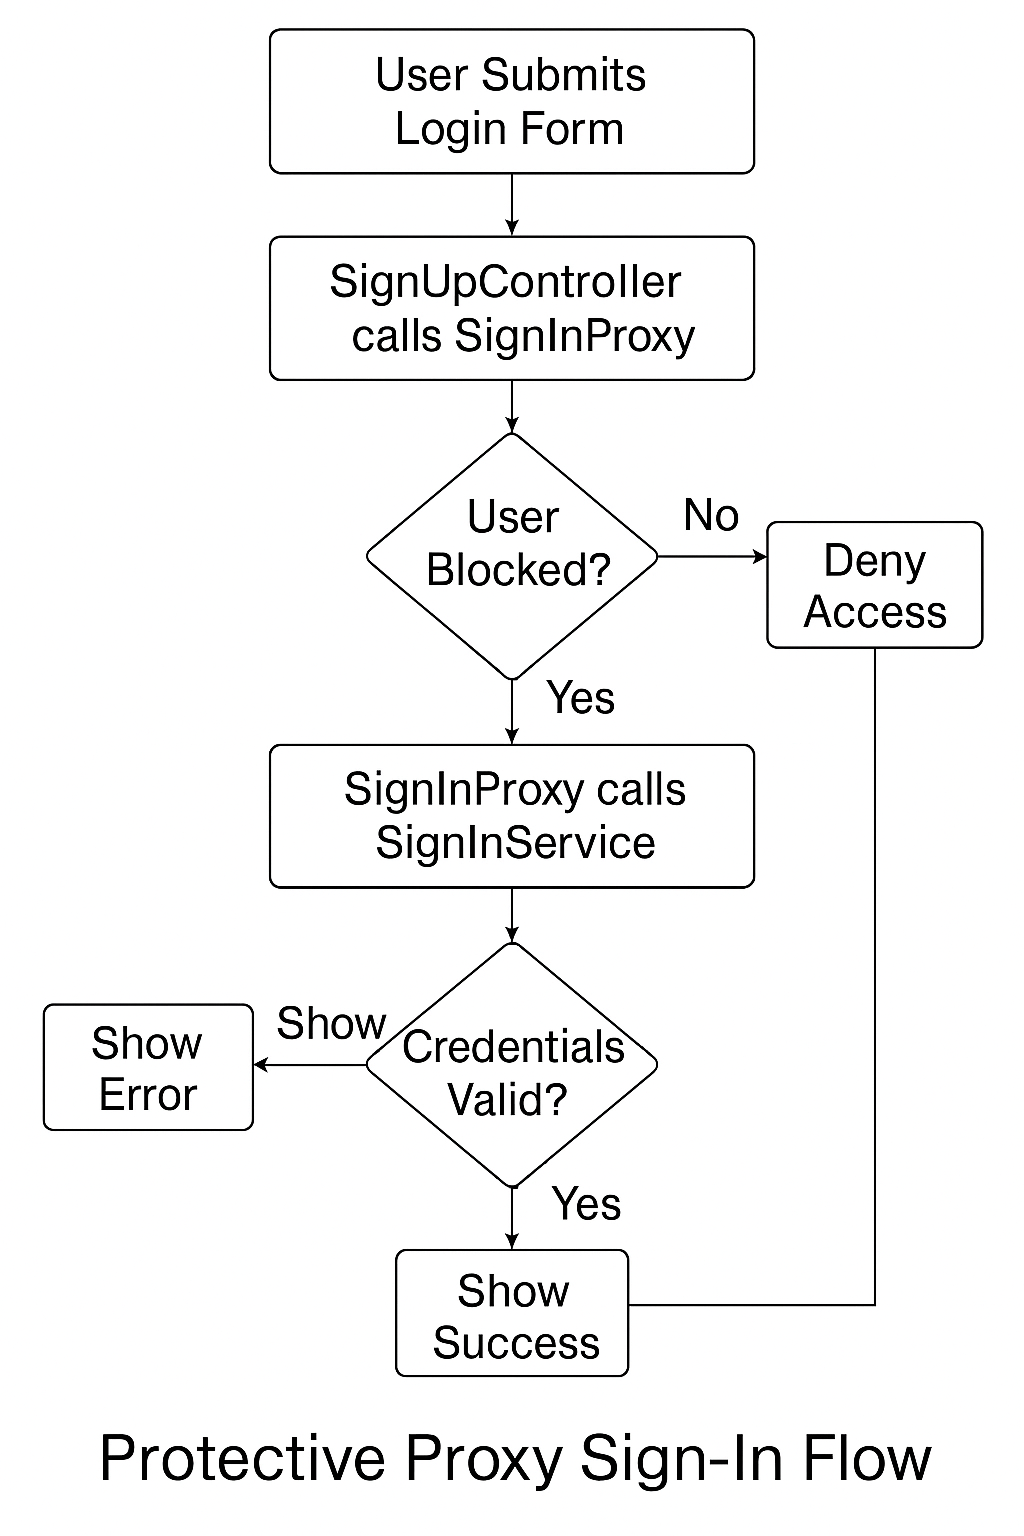 User Submits
Login Form
SignUpController
calls SignInProxy
User
Blocked?
No
Deny
Access
Yes
SignInProxy calls
SignInService
Show
Error
Show
Credentials
Valid?
Yes
Show
Success
Protective Proxy Sign-In Flow